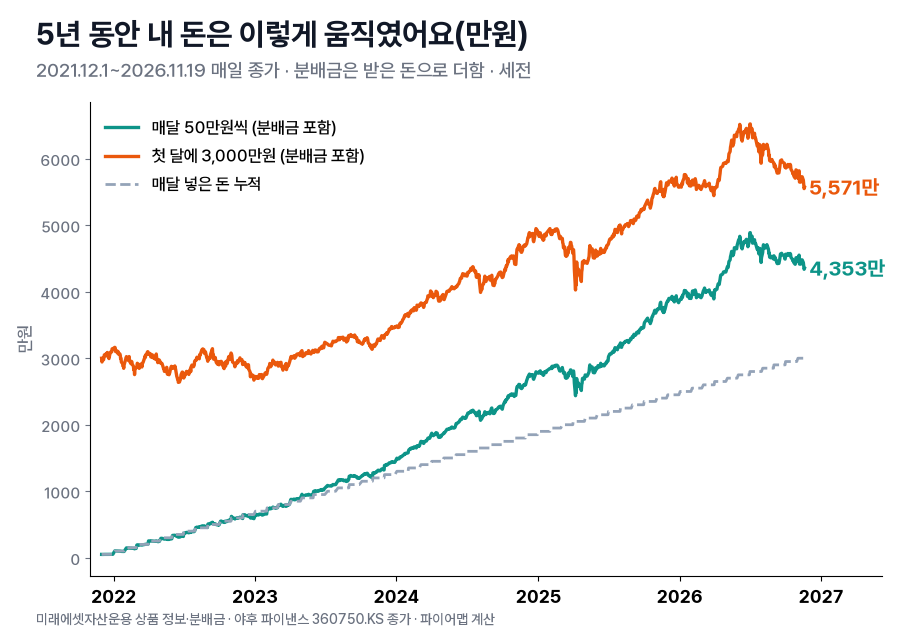 5년 동안 내 돈은 이렇게 움직였어요(만원)
2021.12.1~2026.11.19 매일 종가 · 분배금은 받은 돈으로 더함 · 세전
매달 50만원씩 (분배금 포함)
첫 달에 3,000만원 (분배금 포함)
매달 넣은 돈 누적
6000
5000
4000
3000
2000
1000
0
만원
5,571만
4,353만
2022 2023 2024 2025 2026 2027
미래에셋자산운용 상품 정보·분배금 · 야후 파이낸스 360750.KS 종가 · 파이어맵 계산